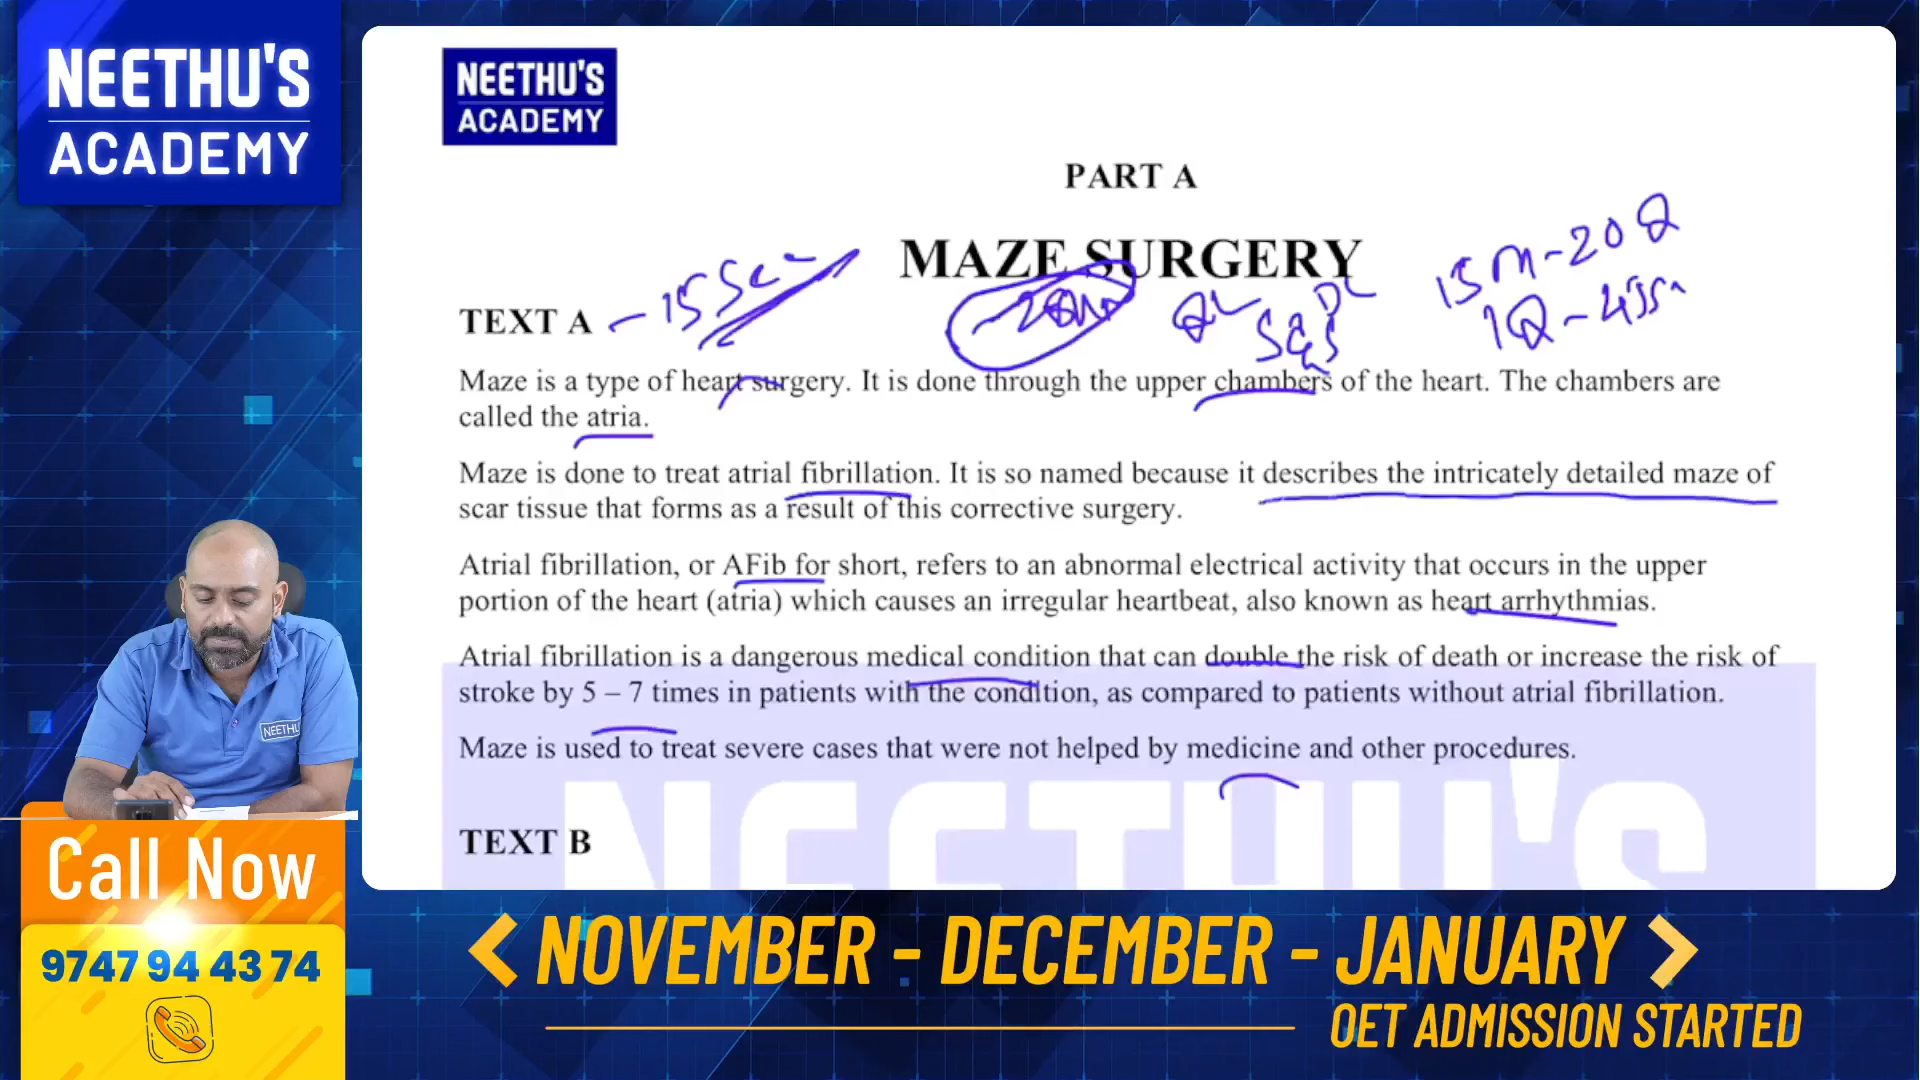 NEETHU'S
ACADEMY
NEETHU'S
ACADEMY
PART A
MAZE SURGERY
TEXT A
- 15 Sec
15 M - 20 Q
1Q -
Maze is a type of heart surgery. It is done through the upper chambers of the heart. The chambers are
called the atria.
Maze is done to treat atrial fibrillation. It is so named because it describes the intricately detailed maze of
scar tissue that forms as a result of this corrective surgery.
Atrial fibrillation, or AFib for short, refers to an abnormal electrical activity that occurs in the upper
portion of the heart (atria) which causes an irregular heartbeat, also known as heart arrhythmias.
Atrial fibrillation is a dangerous medical condition that can double the risk of death or increase the risk of
stroke by 5 – 7 times in patients with the condition, as compared to patients without atrial fibrillation.
Maze is used to treat severe cases that were not helped by medicine and other procedures.
TEXT B
NEETHU'S
NEETHU
Call Now
9747 94 43 74
NOVEMBER - DECEMBER - JANUARY
OET ADMISSION STARTED